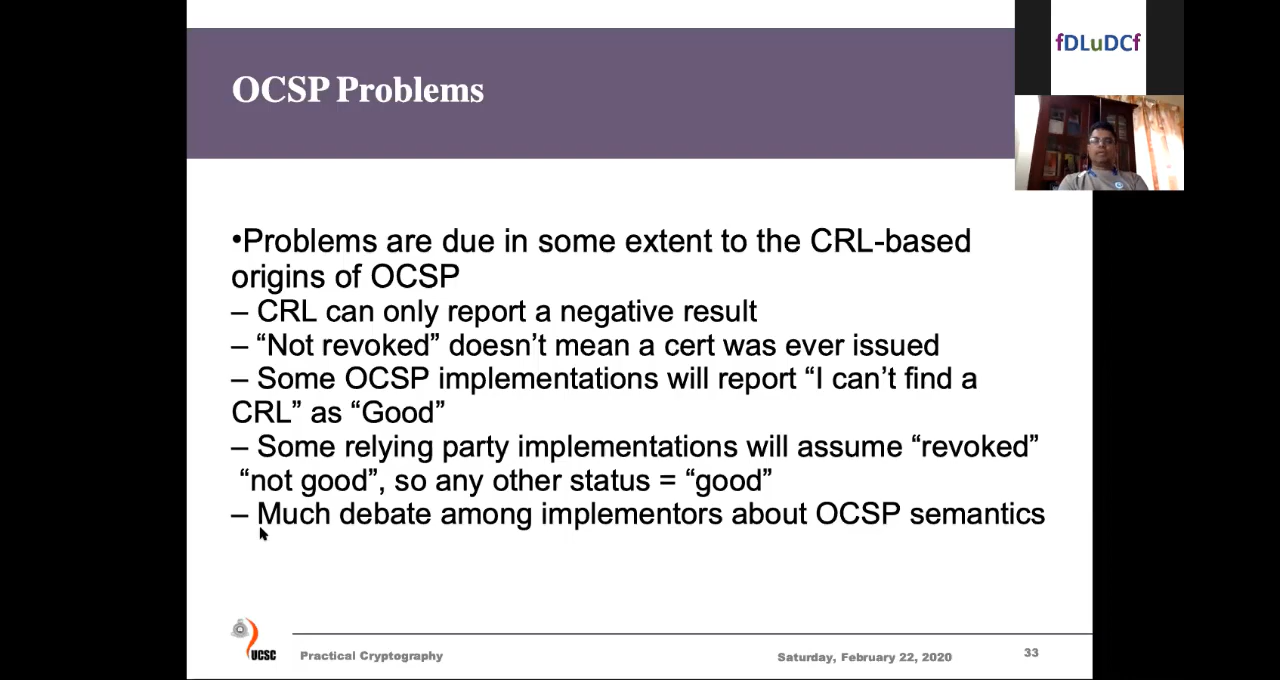 OCSP Problems
fDLuDCf
•Problems are due in some extent to the CRL-based
origins of OCSP
– CRL can only report a negative result
– “Not revoked” doesn’t mean a cert was ever issued
– Some OCSP implementations will report “I can’t find a
CRL” as “Good”
– Some relying party implementations will assume “revoked”
“not good”, so any other status = “good”
– Much debate among implementors about OCSP semantics
UCSC
Practical Cryptography
Saturday, February 22, 2020
33